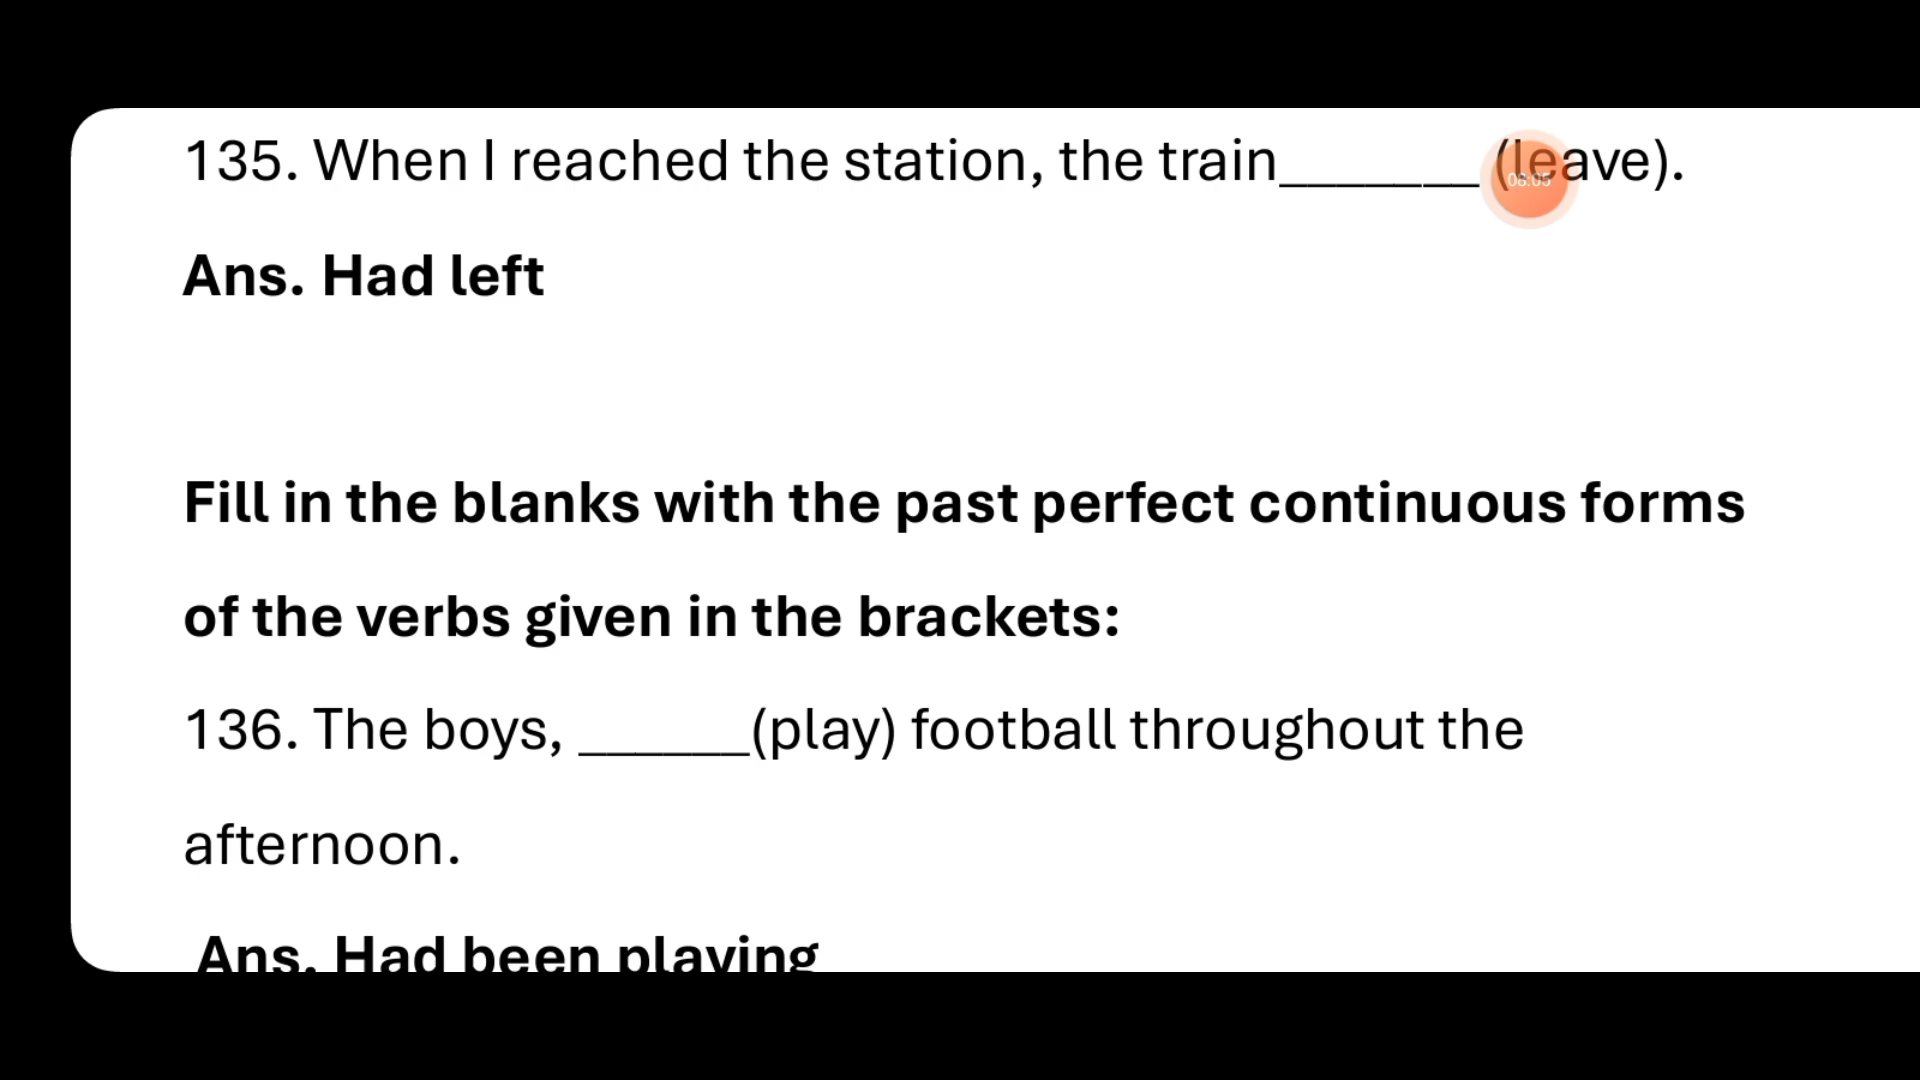 135. When I reached the station, the train_______ (leave).
08:05
Ans. Had left
Fill in the blanks with the past perfect continuous forms
of the verbs given in the brackets:
136. The boys, ______(play) football throughout the
afternoon.
Ans. Had been playing